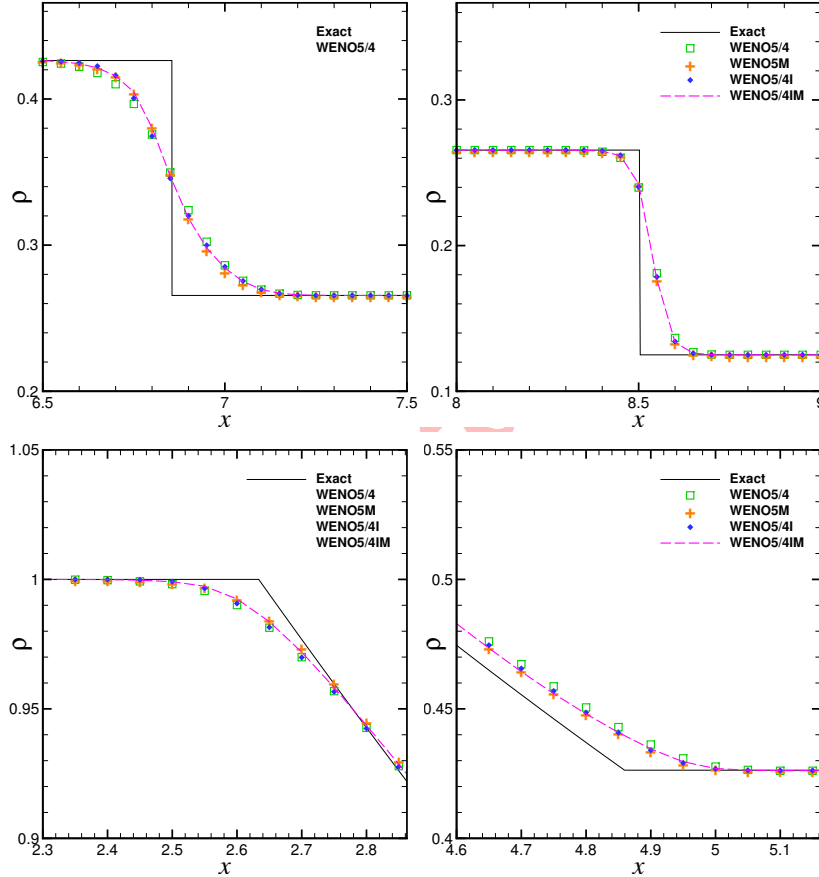 Exact
WENO5/4
ρ
0.4
0.3
0.2
6.5
7
7.5
x
Exact
WENO5/4
WENO5M
WENO5/4I
WENO5/4IM
ρ
0.3
0.2
0.1
8
8.5
9
x
1.05
Exact
WENO5/4
WENO5M
WENO5/4I
WENO5/4IM
ρ
1
0.95
0.9
2.3
2.4
2.5
2.6
2.7
2.8
x
0.55
Exact
WENO5/4
WENO5M
WENO5/4I
WENO5/4IM
ρ
0.5
0.45
0.4
4.6
4.7
4.8
4.9
5
5.1
x